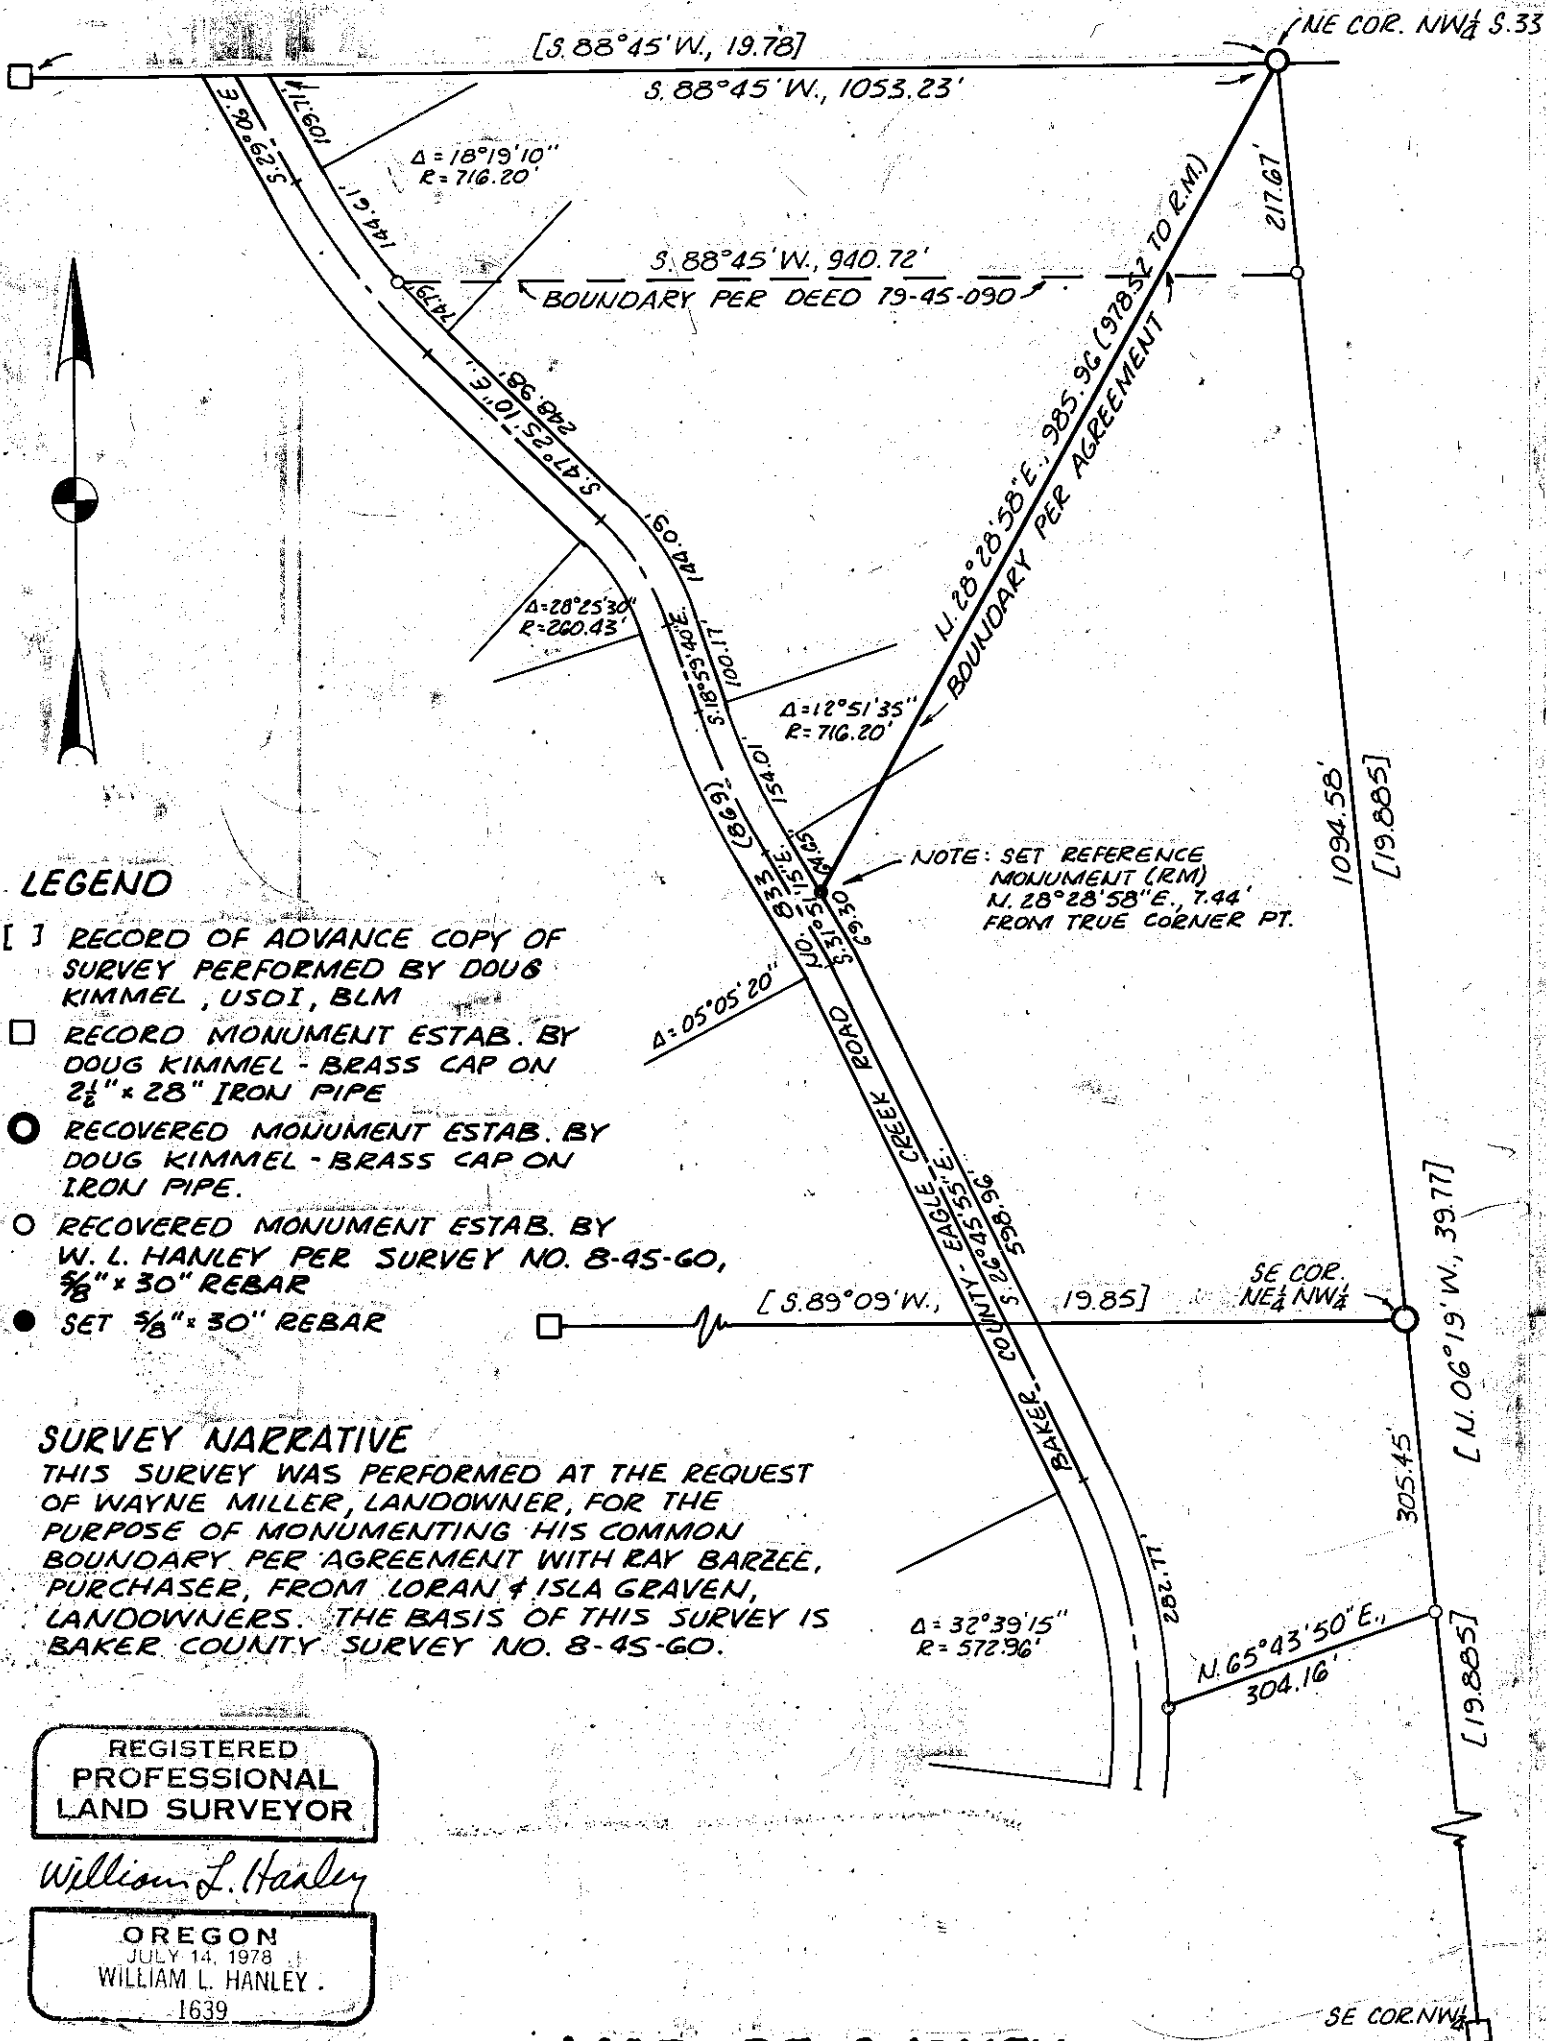 NE COR. NW¼ S.33
[S.88°45'W., 19.78]
S.88°45'W., 1053.23'
109.71'
S.29°06'E.
Δ=18°19'10"
R=716.20'
144.61'
217.67'
S.88°45'W., 940.72'
BOUNDARY PER DEED 79-45-090
74.79'
N.28°28'58"E., 985.96 (978.52 TO R.M.)
BOUNDARY PER AGREEMENT
248.98'
S.47°25'10"E.,
144.09'
Δ=28°25'30"
R=260.43'
100.17'
S.18°59'40"E.
Δ=12°51'35"
R=716.20'
154.01'
1094.58'
[19.885]
64.65'
NO. 833 (869)
S.31°51'15"E.
69.30
NOTE: SET REFERENCE
MONUMENT (RM)
N.28°28'58"E., 7.44'
FROM TRUE CORNER PT.
LEGEND
[ ] RECORD OF ADVANCE COPY OF
SURVEY PERFORMED BY DOUG
KIMMEL, USDI, BLM
RECORD MONUMENT ESTAB. BY
DOUG KIMMEL - BRASS CAP ON
2½" x 28" IRON PIPE
RECOVERED MONUMENT ESTAB. BY
DOUG KIMMEL - BRASS CAP ON
IRON PIPE.
RECOVERED MONUMENT ESTAB. BY
W. L. HANLEY PER SURVEY NO. 8-45-60,
5/8" x 30" REBAR
SET 5/8" x 30" REBAR
Δ=05°05'20"
BAKER COUNTY - EAGLE CREEK ROAD
S.26°45'55"E.
598.96'
[S.89°09'W., 19.85]
SE COR.
NE¼ NW¼
[N.06°19'W., 39.77]
305.45'
SURVEY NARRATIVE
THIS SURVEY WAS PERFORMED AT THE REQUEST
OF WAYNE MILLER, LANDOWNER, FOR THE
PURPOSE OF MONUMENTING HIS COMMON
BOUNDARY PER AGREEMENT WITH RAY BARZEE,
PURCHASER, FROM LORAN & ISLA GRAVEN,
LANDOWNERS. THE BASIS OF THIS SURVEY IS
BAKER COUNTY SURVEY NO. 8-45-60.
282.77'
Δ=32°39'15"
R=572.96'
N.65°43'50"E.,
304.16'
[19.885]
REGISTERED
PROFESSIONAL
LAND SURVEYOR
William L. Hanley
OREGON
JULY 14, 1978
WILLIAM L. HANLEY
1639
SE COR. NW¼